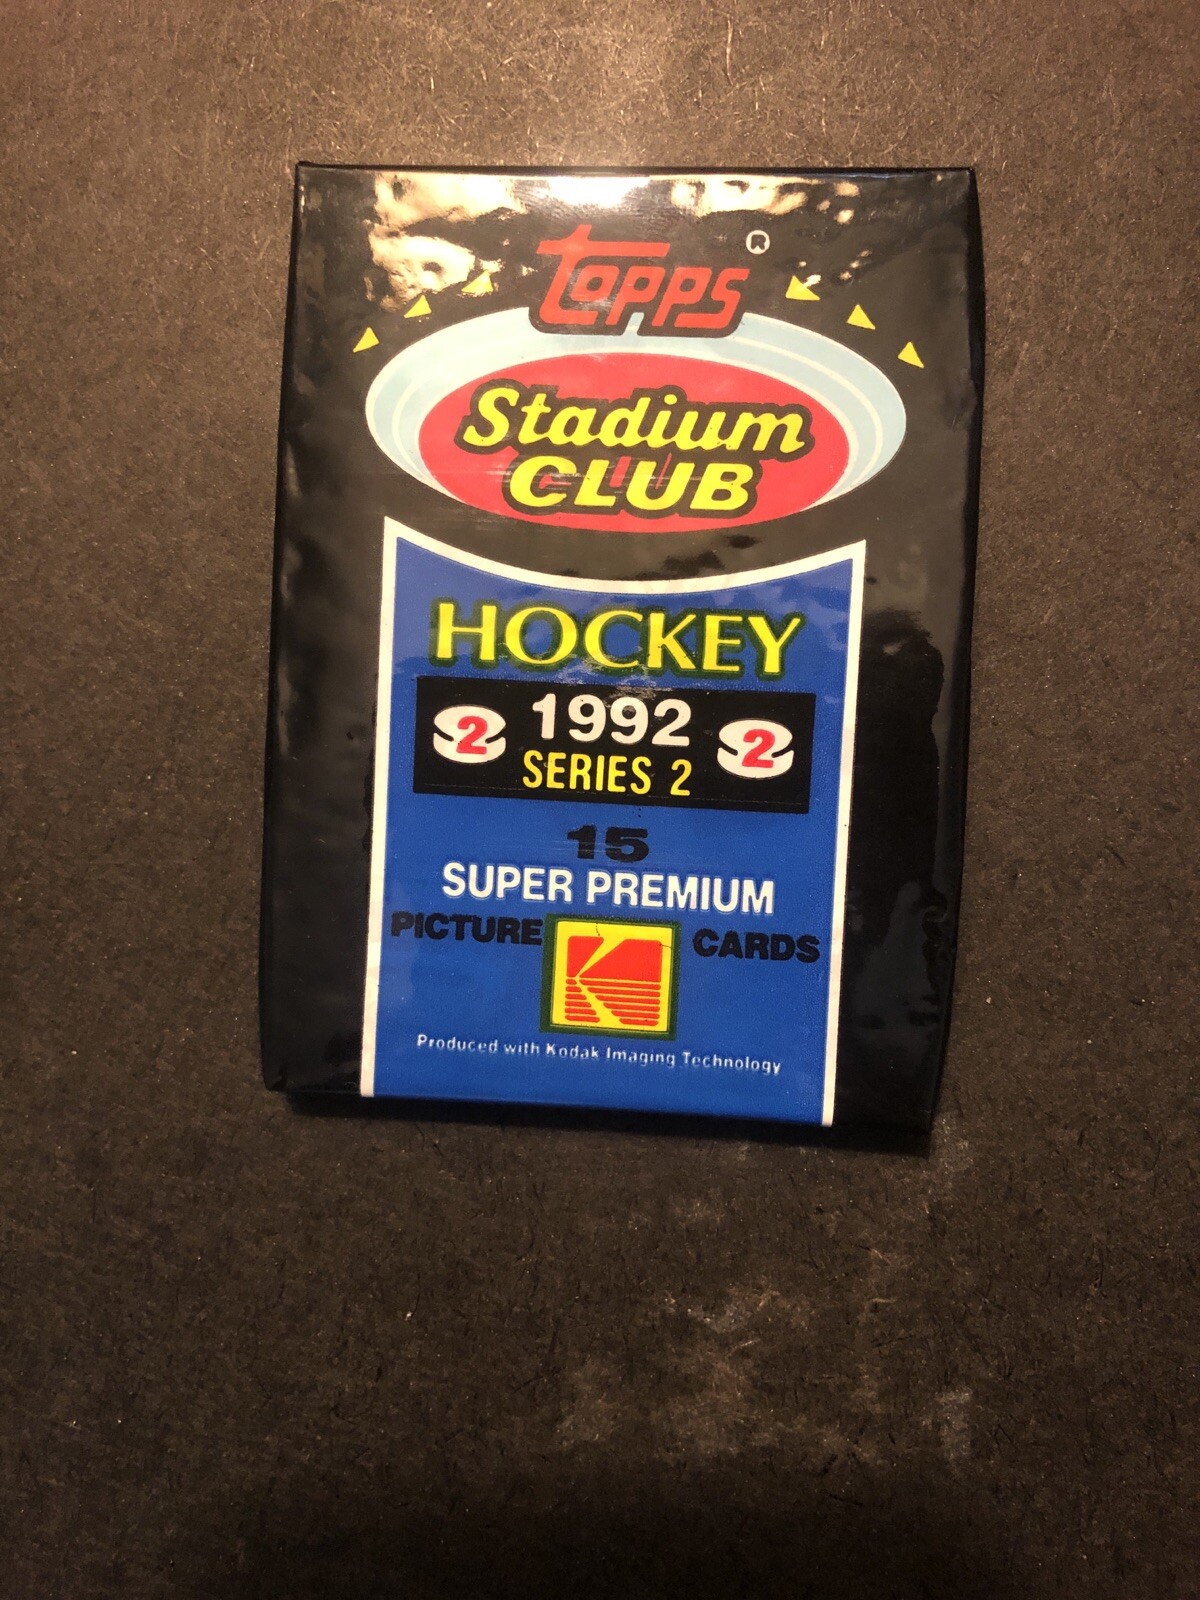 TOPPS®
Stadium
CLUB
HOCKEY
2 1992 2
SERIES 2
15
SUPER PREMIUM
PICTURE CARDS
K
Produced with Kodak Imaging Technology